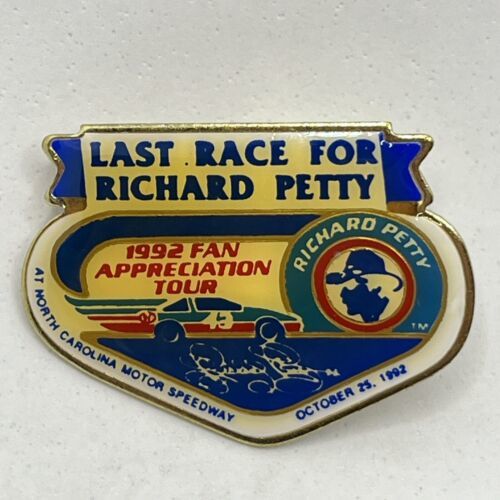 LAST RACE FOR
RICHARD PETTY
1992 FAN
APPRECIATION
TOUR
RICHARD PETTY
TM
AT NORTH CAROLINA MOTOR SPEEDWAY
OCTOBER 25, 1992